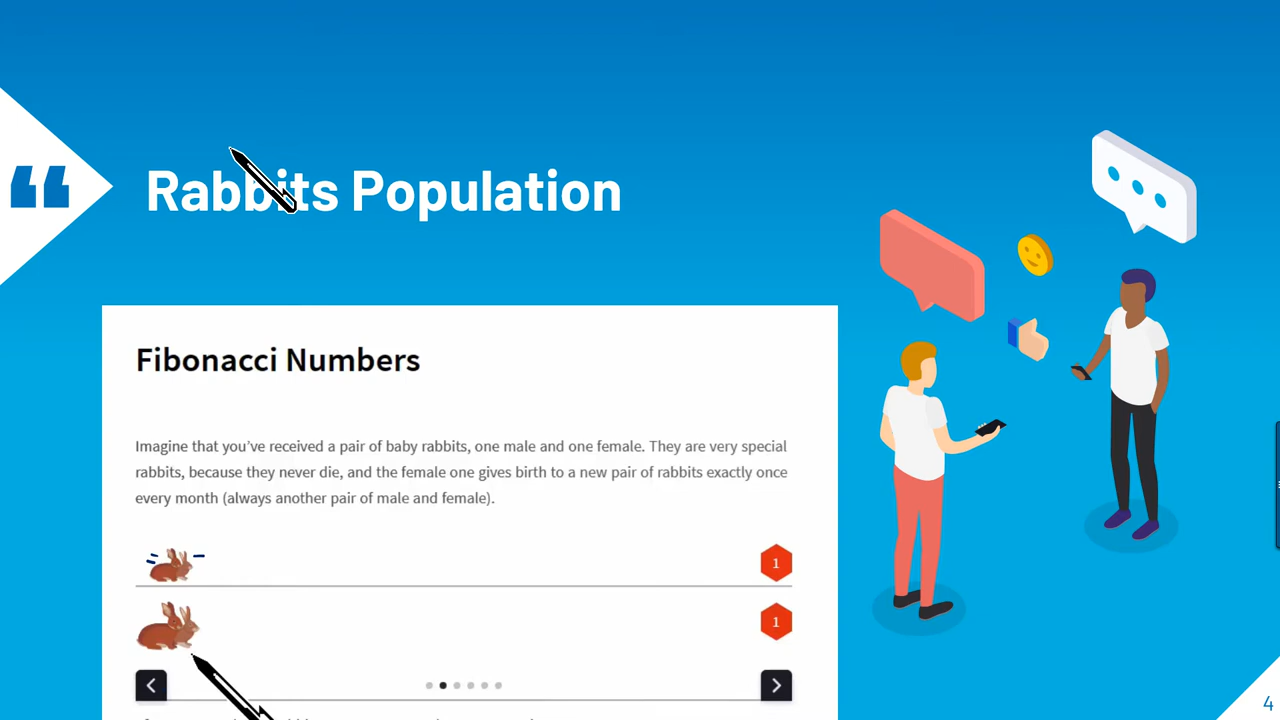 “
Rabbits Population
Fibonacci Numbers
Imagine that you’ve received a pair of baby rabbits, one male and one female. They are very special
rabbits, because they never die, and the female one gives birth to a new pair of rabbits exactly once
every month (always another pair of male and female).
1
1
4